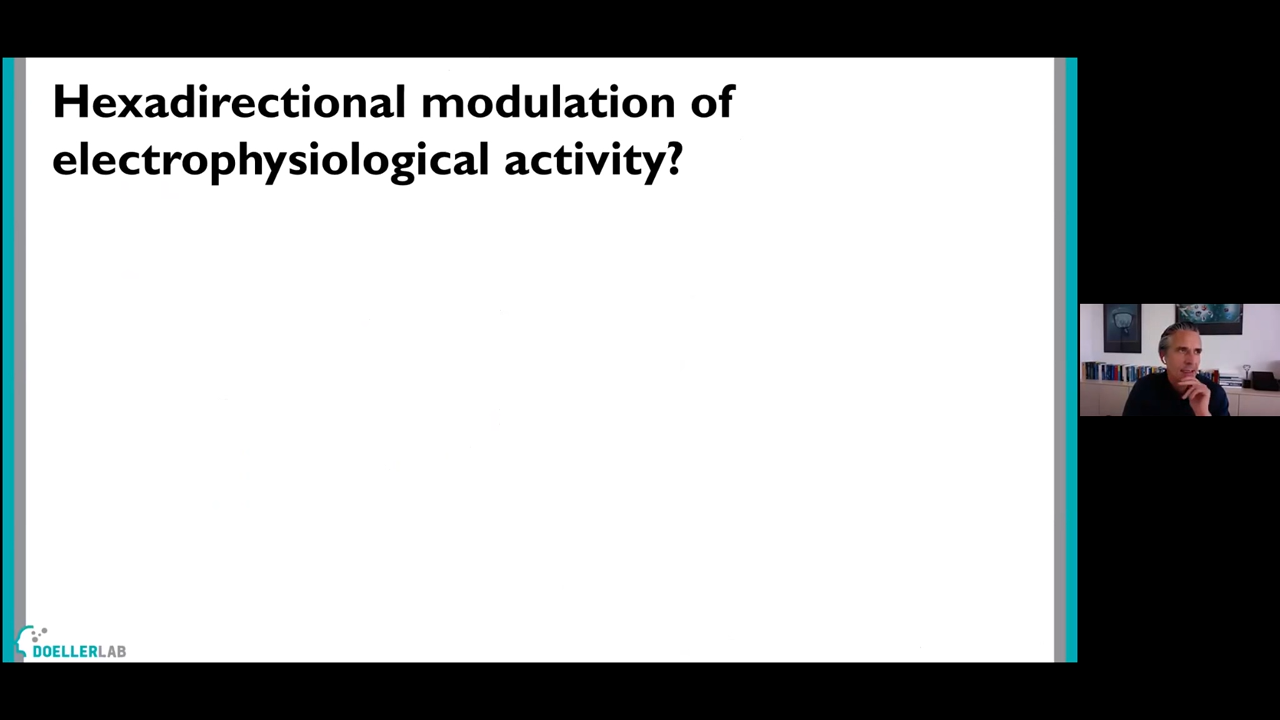 Hexadirectional modulation of
electrophysiological activity?
DOELLERLAB